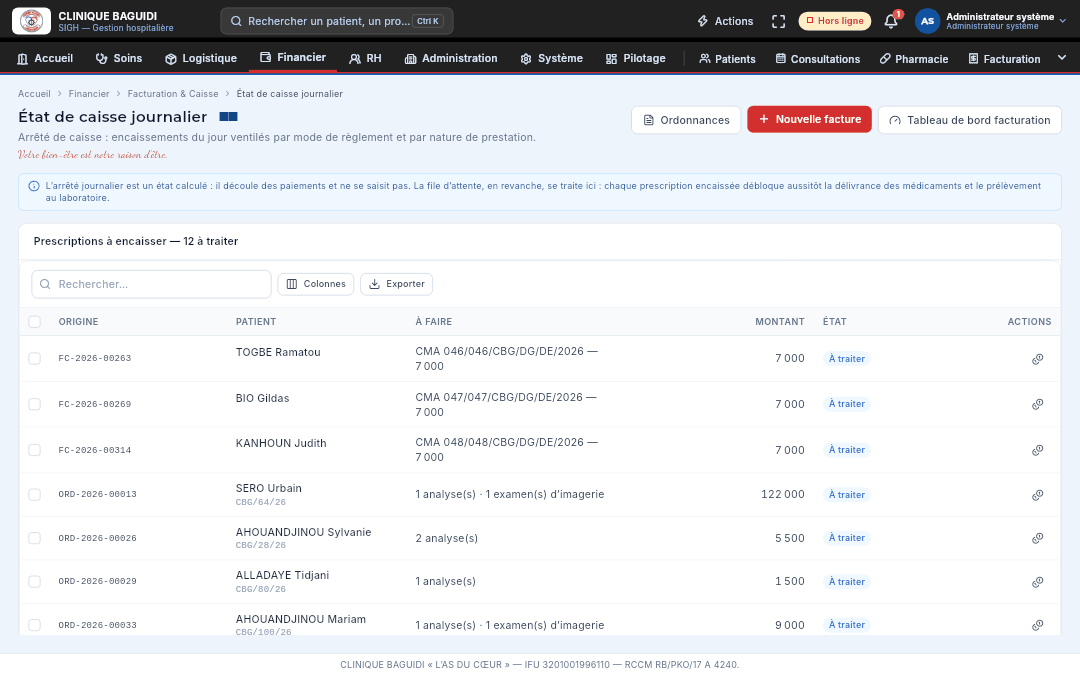 CLINIQUE BAGUIDI
SIGH — Gestion hospitalière
Rechercher un patient, un pro... Ctrl K
Actions
Hors ligne
1
AS
Administrateur système
Administrateur système
Accueil
Soins
Logistique
Financier
RH
Administration
Système
Pilotage
Patients
Consultations
Pharmacie
Facturation
Accueil > Financier > Facturation & Caisse > État de caisse journalier
État de caisse journalier
Arrêté de caisse : encaissements du jour ventilés par mode de règlement et par nature de prestation.
Votre bien-être est notre raison d'être.
Ordonnances
Nouvelle facture
Tableau de bord facturation
L'arrêté journalier est un état calculé : il découle des paiements et ne se saisit pas. La file d'attente, en revanche, se traite ici : chaque prescription encaissée débloque aussitôt la délivrance des médicaments et le prélèvement
au laboratoire.
Prescriptions à encaisser — 12 à traiter
Rechercher...
Colonnes
Exporter
ORIGINE PATIENT À FAIRE MONTANT ÉTAT ACTIONS
FC-2026-00263 TOGBE Ramatou CMA 046/046/CBG/DG/DE/2026 — 7 000 À traiter
7 000
FC-2026-00269 BIO Gildas CMA 047/047/CBG/DG/DE/2026 — 7 000 À traiter
7 000
FC-2026-00314 KANHOUN Judith CMA 048/048/CBG/DG/DE/2026 — 7 000 À traiter
7 000
ORD-2026-00013 SERO Urbain 1 analyse(s) · 1 examen(s) d'imagerie 122 000 À traiter
CBG/64/26
ORD-2026-00026 AHOUANDJINOU Sylvanie 2 analyse(s) 5 500 À traiter
CBG/28/26
ORD-2026-00029 ALLADAYE Tidjani 1 analyse(s) 1 500 À traiter
CBG/80/26
ORD-2026-00033 AHOUANDJINOU Mariam 1 analyse(s) · 1 examen(s) d'imagerie 9 000 À traiter
CBG/100/26
CLINIQUE BAGUIDI « L'AS DU CŒUR » — IFU 3201001996110 — RCCM RB/PKO/17 A 4240.